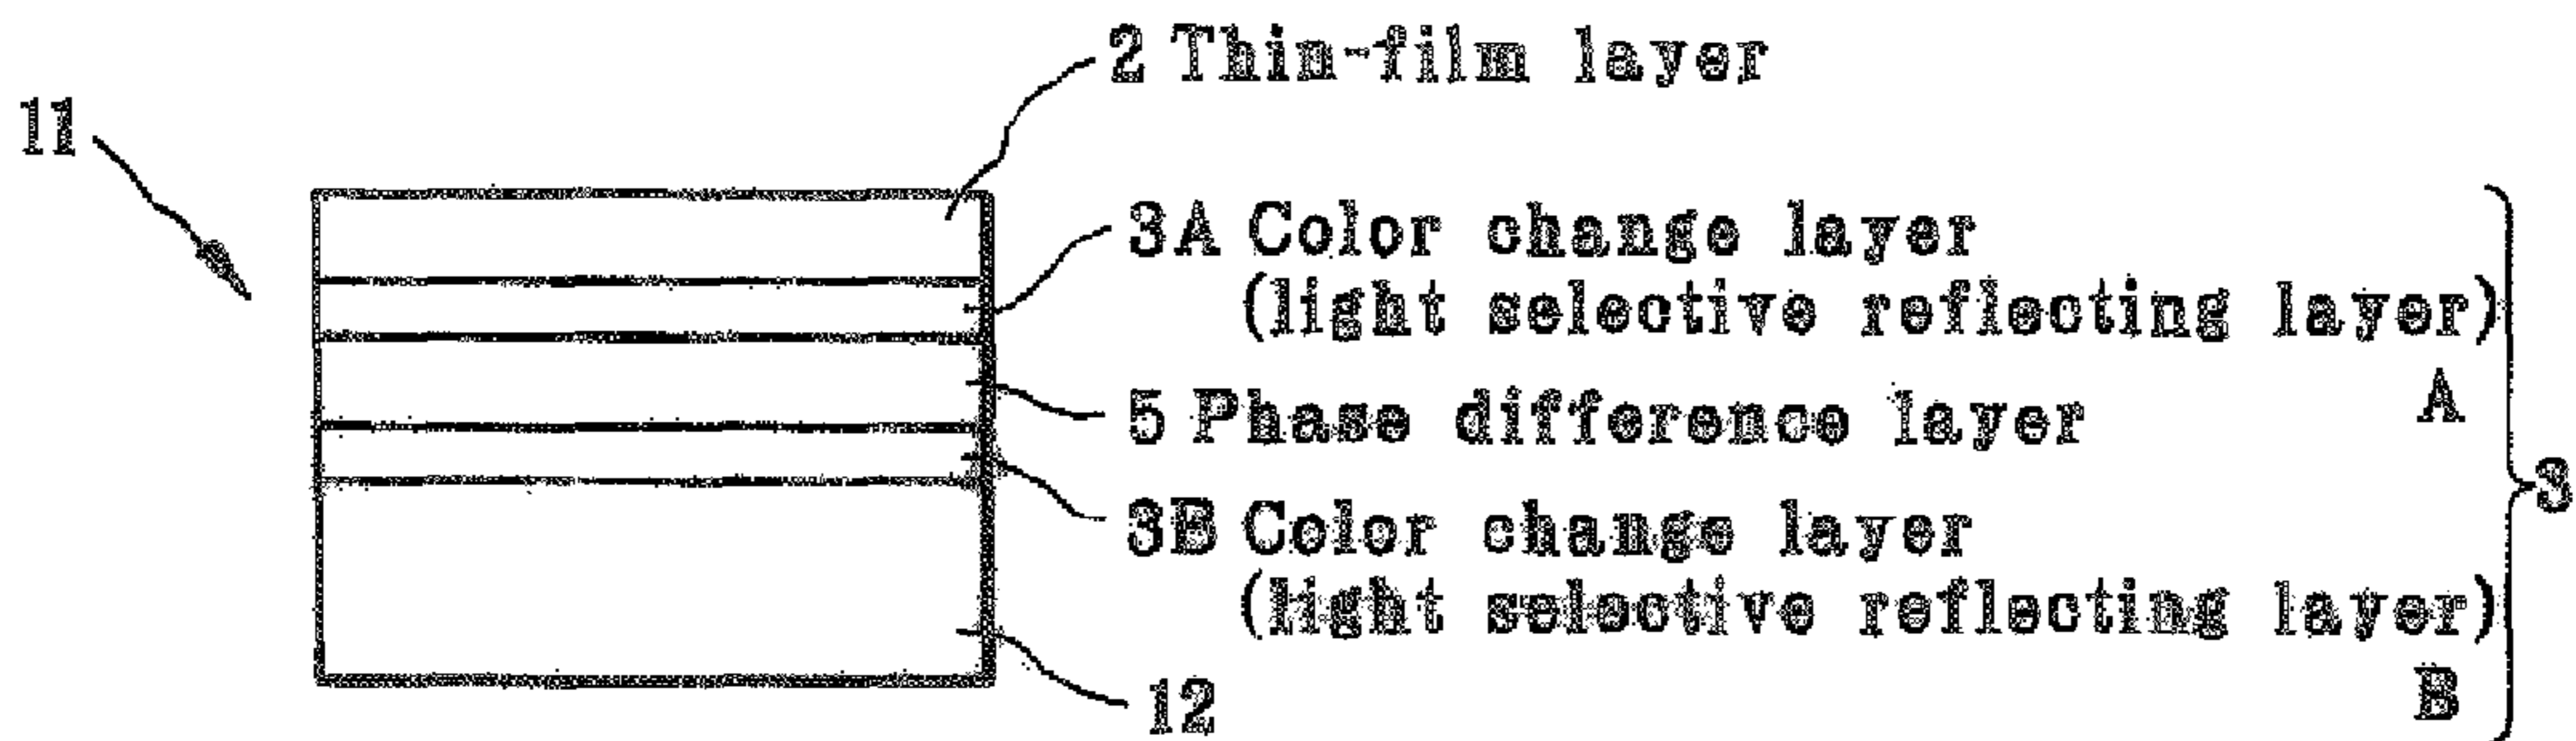 2 Thin-film layer
11
3A Color change layer
(light selective reflecting layer)
A
5 Phase difference layer
3
3B Color change layer
(light selective reflecting layer)
B
12